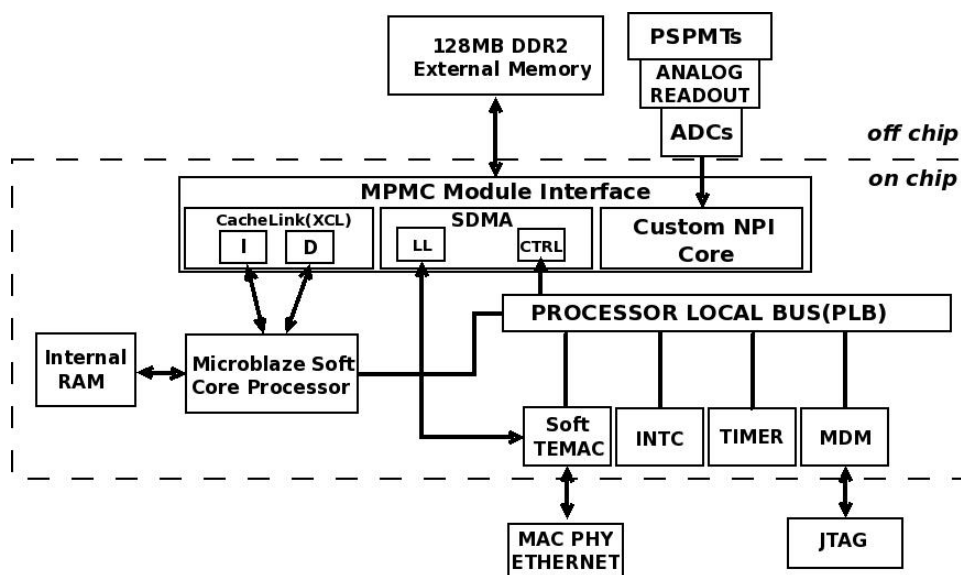 128MB DDR2
External Memory
PSPMTs
ANALOG
READOUT
ADCs
off chip
on chip
MPMC Module Interface
CacheLink(XCL)
I
D
SDMA
LL
CTRL
Custom NPI
Core
PROCESSOR LOCAL BUS(PLB)
Internal
RAM
Microblaze Soft
Core Processor
Soft
TEMAC
INTC
TIMER
MDM
MAC PHY
ETHERNET
JTAG